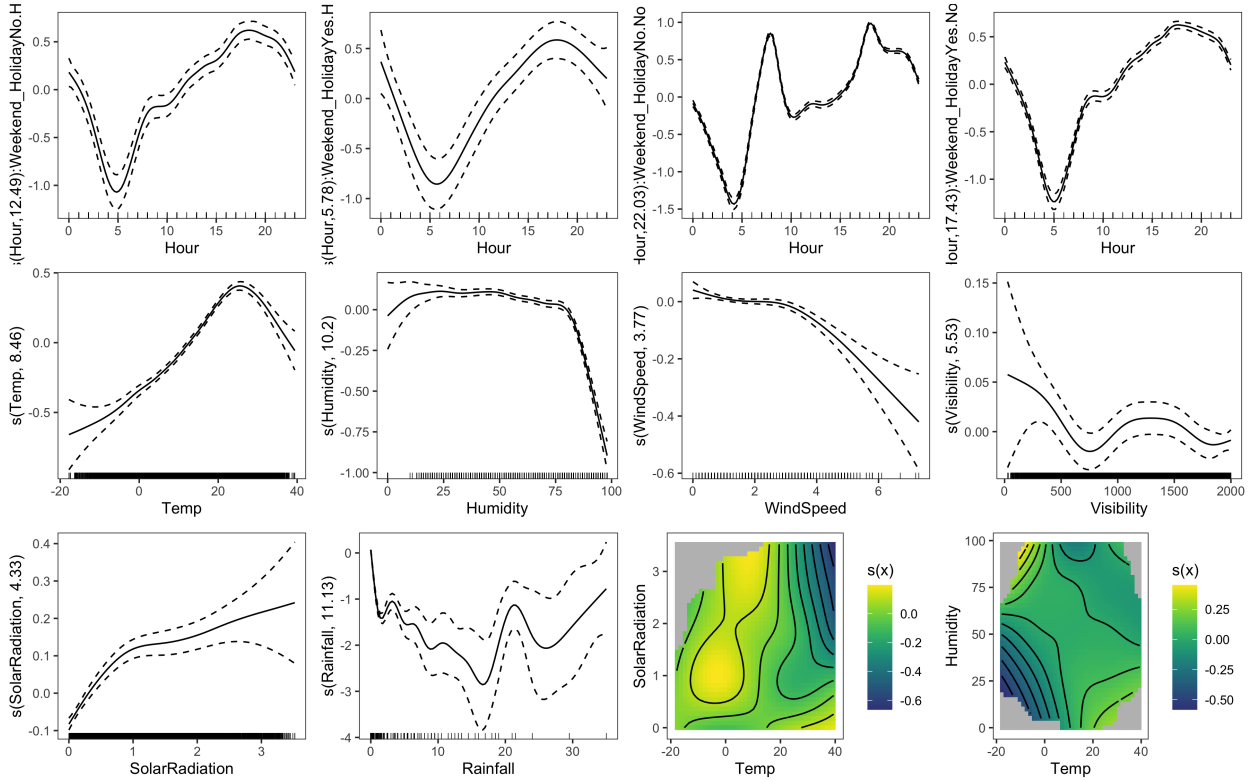 s(Hour,12.49):Weekend_HolidayNo.H
0.5
0.0
-0.5
-1.0
0 5 10 15 20
Hour
s(Hour,5.78):Weekend_HolidayYes.H
0.5
0.0
-0.5
-1.0
0 5 10 15 20
Hour
Hour,22.03):Weekend_HolidayNo.No
1.0
0.5
0.0
-0.5
-1.0
-1.5
0 5 10 15 20
Hour
Hour,17.43):Weekend_HolidayYes.No
0.5
0.0
-0.5
-1.0
0 5 10 15 20
Hour
s(Temp, 8.46)
0.5
0.0
-0.5
-20 0 20 40
Temp
s(Humidity, 10.2)
0.00
-0.25
-0.50
-0.75
-1.00
0 25 50 75 100
Humidity
s(WindSpeed, 3.77)
0.0
-0.2
-0.4
-0.6
0 2 4 6
WindSpeed
s(Visibility, 5.53)
0.15
0.10
0.05
0.00
0 500 1000 1500 2000
Visibility
s(SolarRadiation, 4.33)
0.4
0.3
0.2
0.1
0.0
-0.1
0 1 2 3
SolarRadiation
s(Rainfall, 11.13)
0
-1
-2
-3
-4
0 10 20 30
Rainfall
SolarRadiation
3
2
1
0
-20 0 20 40
Temp
s(x)
0.0
-0.2
-0.4
-0.6
Humidity
100
75
50
25
0
-20 0 20 40
Temp
s(x)
0.25
0.00
-0.25
-0.50